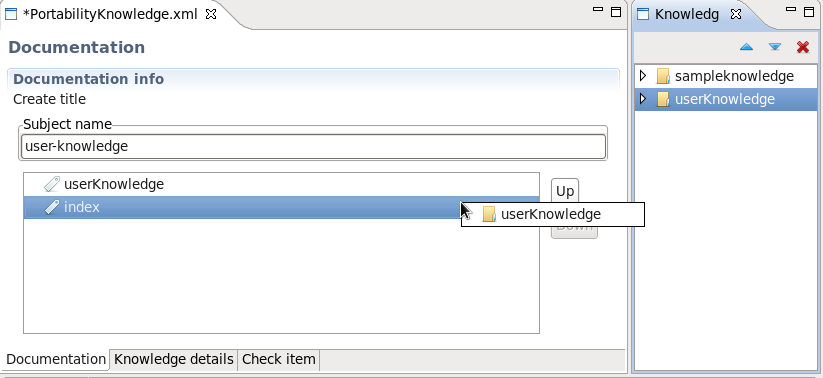 *PortabilityKnowledge.xml
Documentation
Documentation info
Create title
Subject name
user-knowledge
userKnowledge
index
Up
userKnowledge
Down
Documentation
Knowledge details
Check item
Knowledg
sampleknowledge
userKnowledge